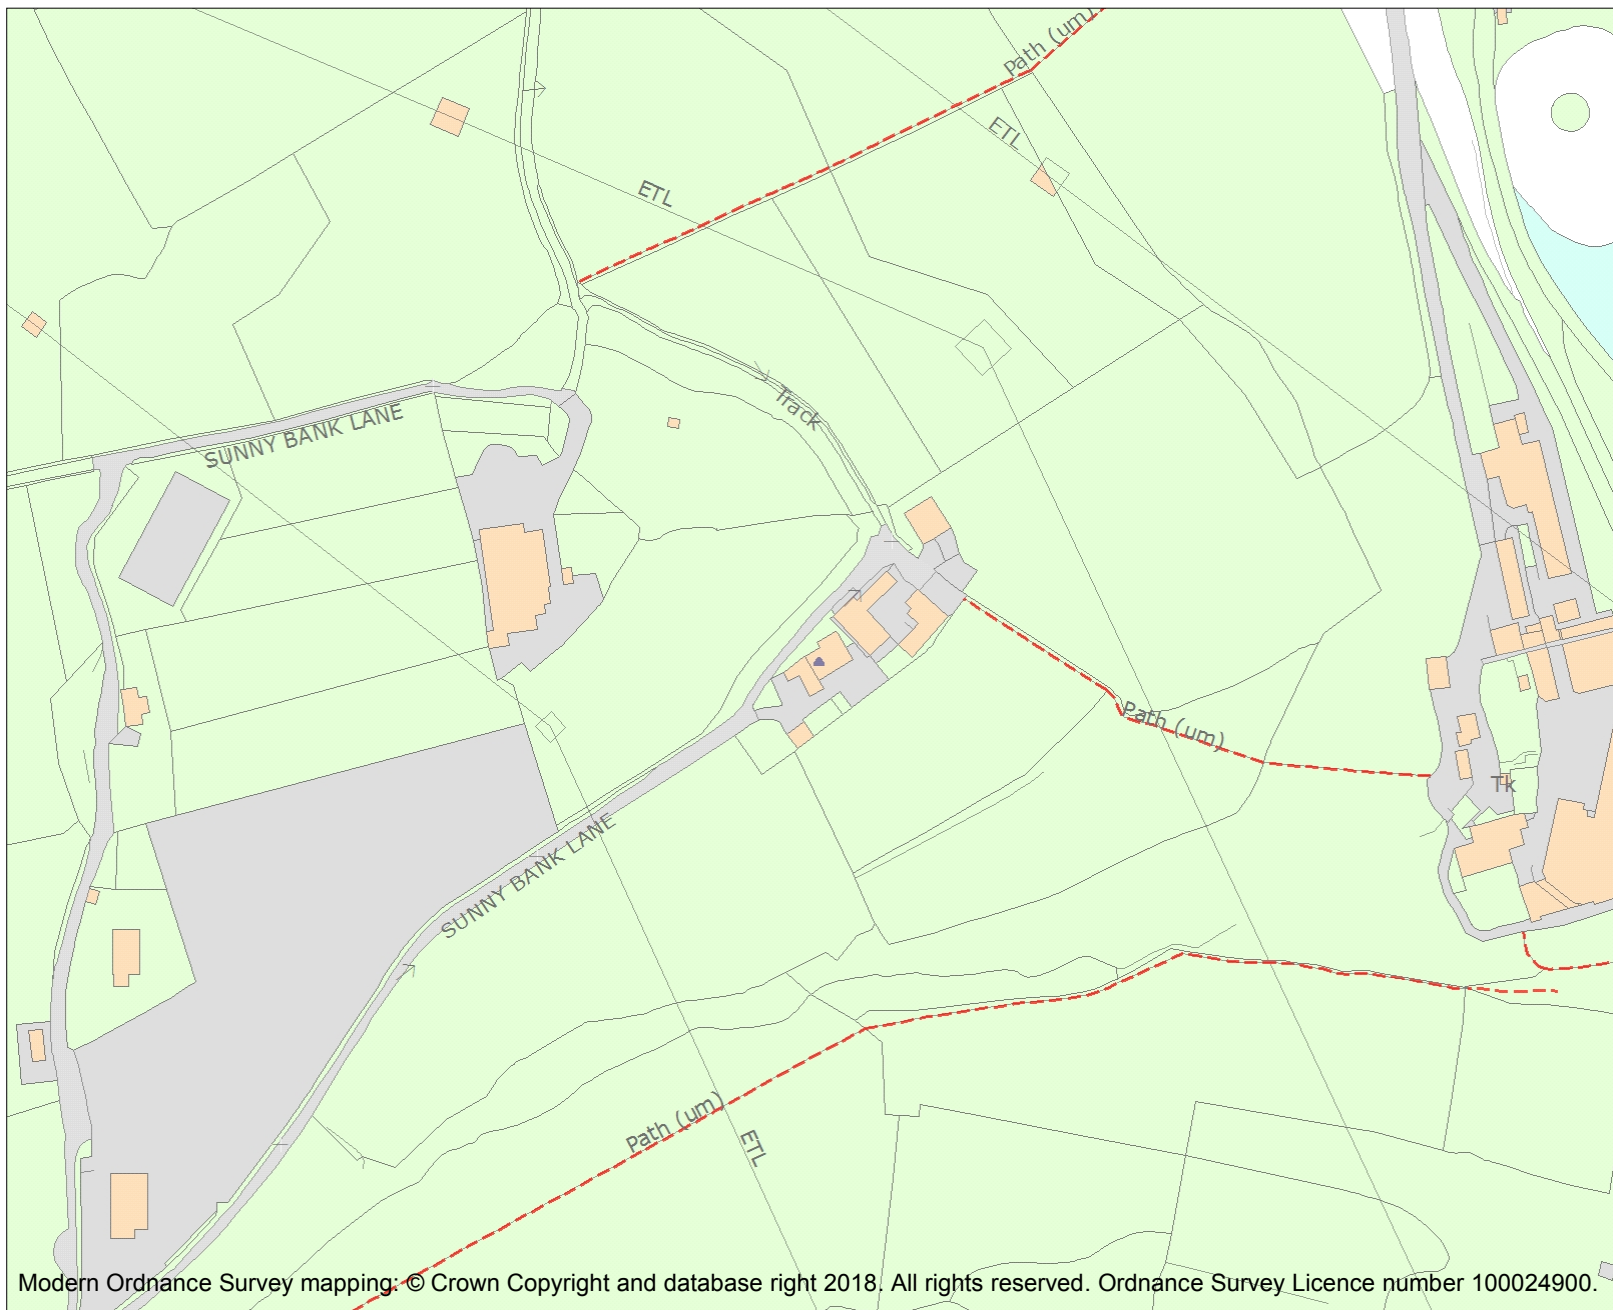 Path (um)
ETL
ETL
Track
SUNNY BANK LANE
Path (um)
Tk
SUNNY BANK LANE
Path (um)
ETL
Modern Ordnance Survey mapping: © Crown Copyright and database right 2018. All rights reserved. Ordnance Survey Licence number 100024900.